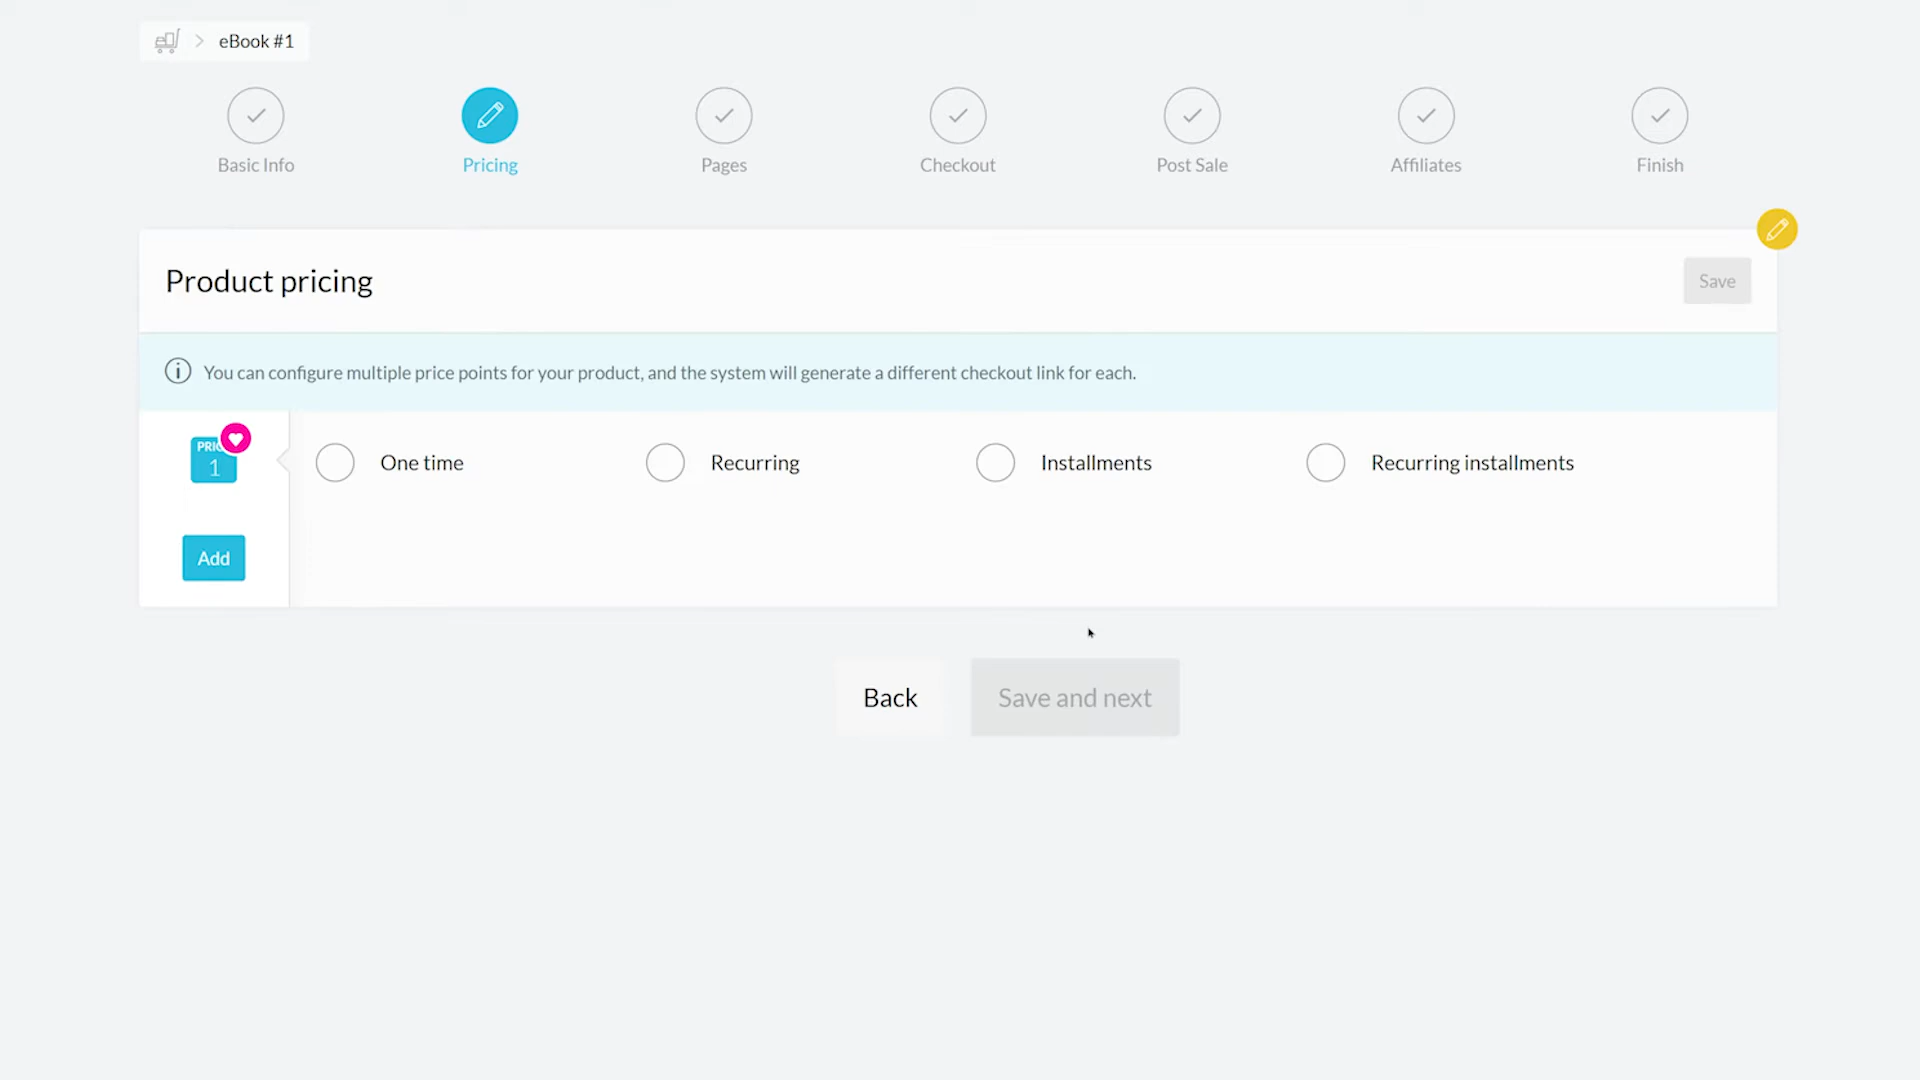 eBook #1
Basic Info
Pricing
Pages
Checkout
Post Sale
Affiliates
Finish
Product pricing
Save
You can configure multiple price points for your product, and the system will generate a different checkout link for each.
1
One time
Recurring
Installments
Recurring installments
Add
Back
Save and next